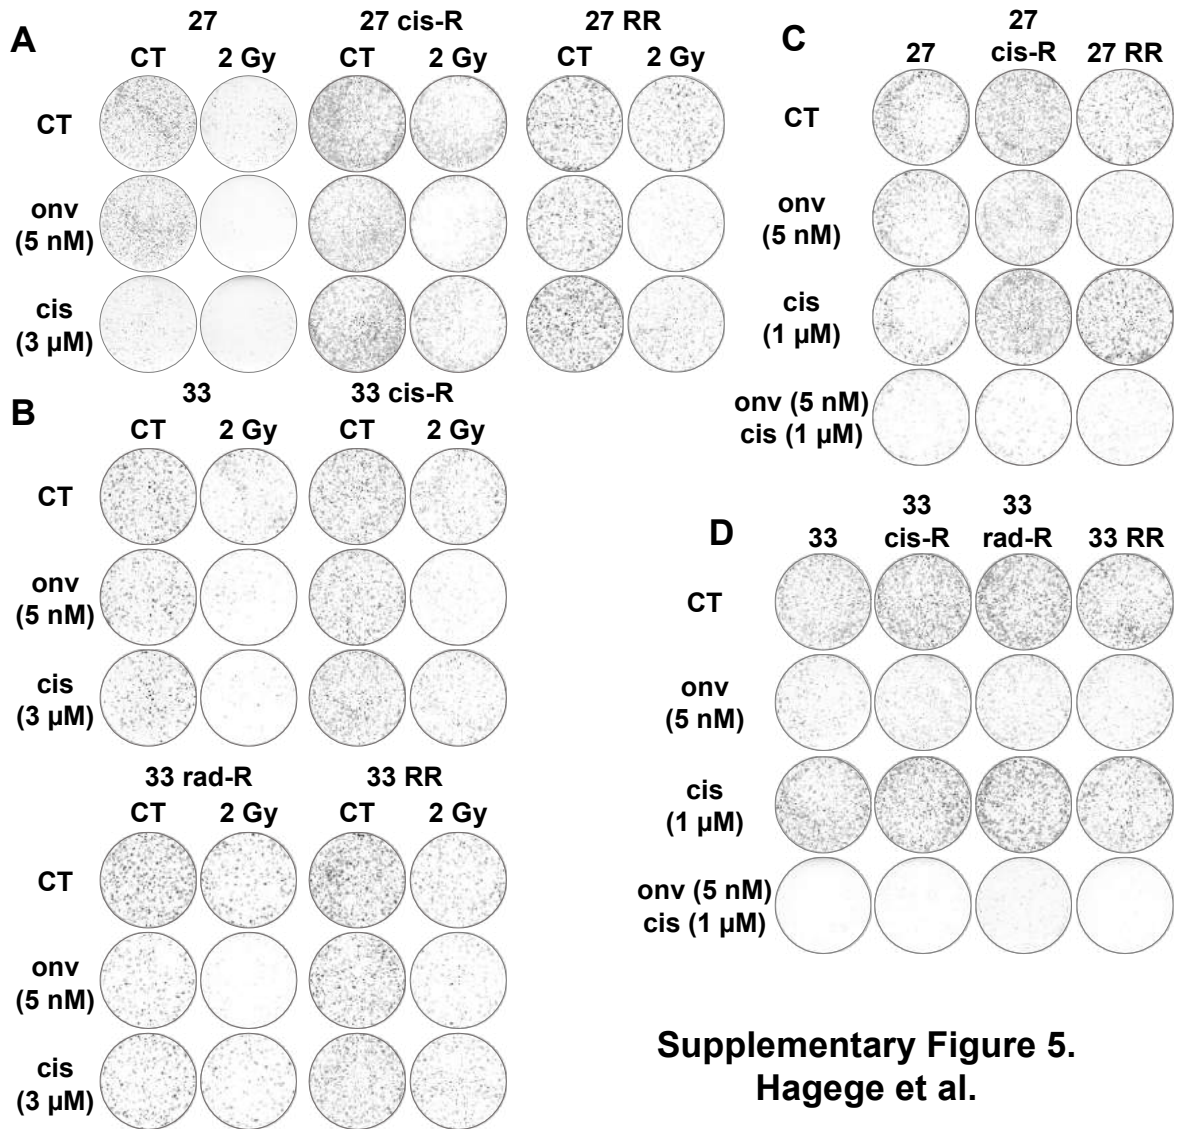 A
27
27 cis-R
27 RR
CT
2 Gy
CT
2 Gy
CT
2 Gy
CT
onv
(5 nM)
cis
(3 µM)
B
33
33 cis-R
CT
2 Gy
CT
2 Gy
CT
onv
(5 nM)
cis
(3 µM)
33 rad-R
33 RR
CT
2 Gy
CT
2 Gy
CT
onv
(5 nM)
cis
(3 µM)
C
27
27
cis-R
27 RR
CT
onv
(5 nM)
cis
(1 µM)
onv (5 nM)
cis (1 µM)
D
33
33
cis-R
33
rad-R
33 RR
CT
onv
(5 nM)
cis
(1 µM)
onv (5 nM)
cis (1 µM)
Supplementary Figure 5.
Hagege et al.